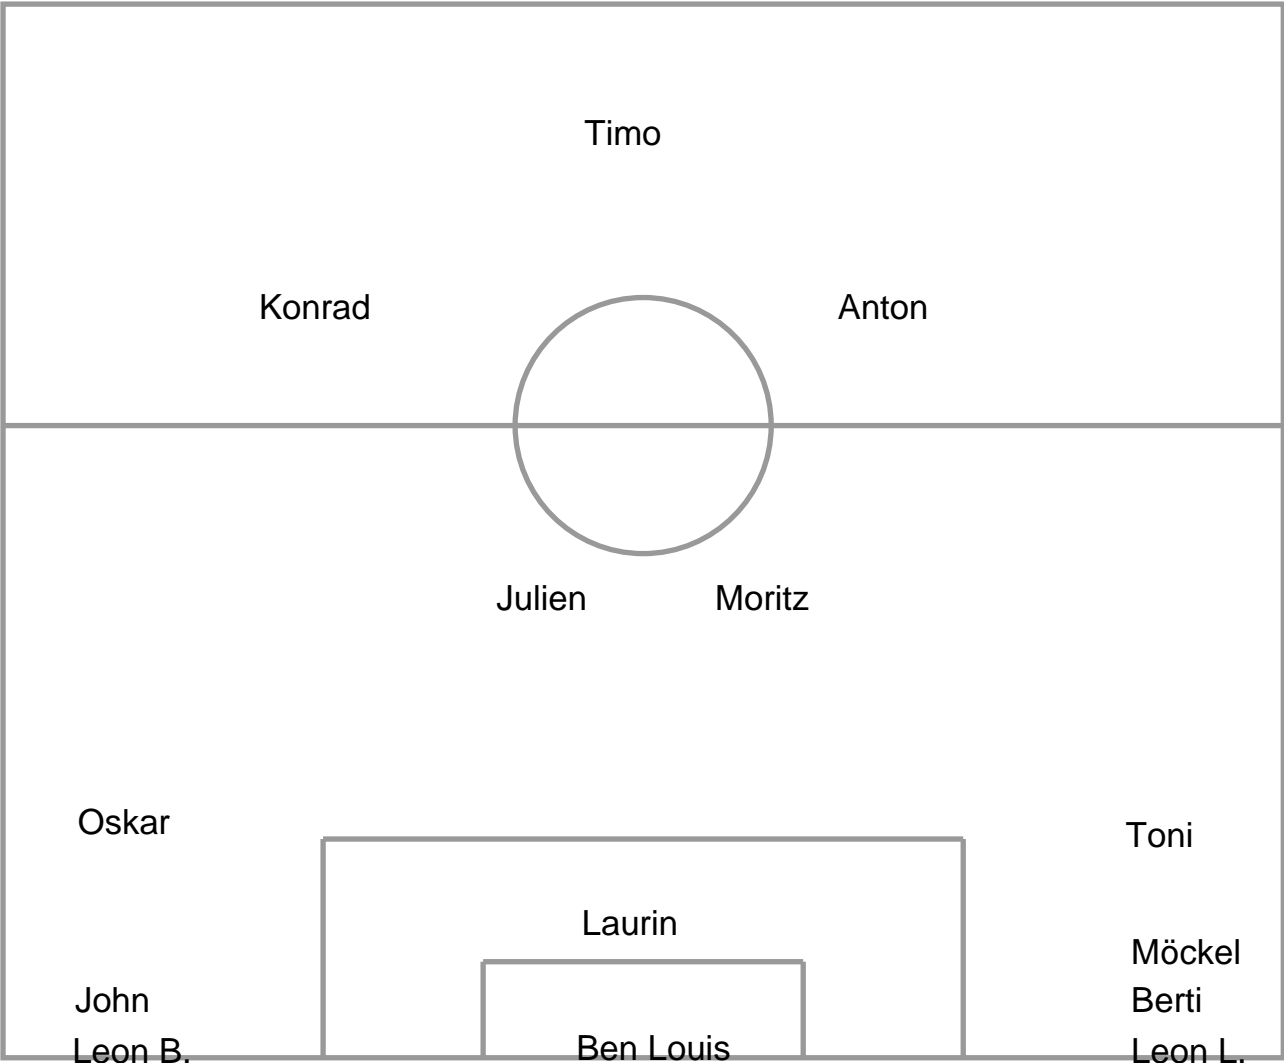 Timo
Konrad
Anton
Julien
Moritz
Oskar
Toni
Laurin
Möckel
John
Berti
Leon B.
Ben Louis
Leon L.